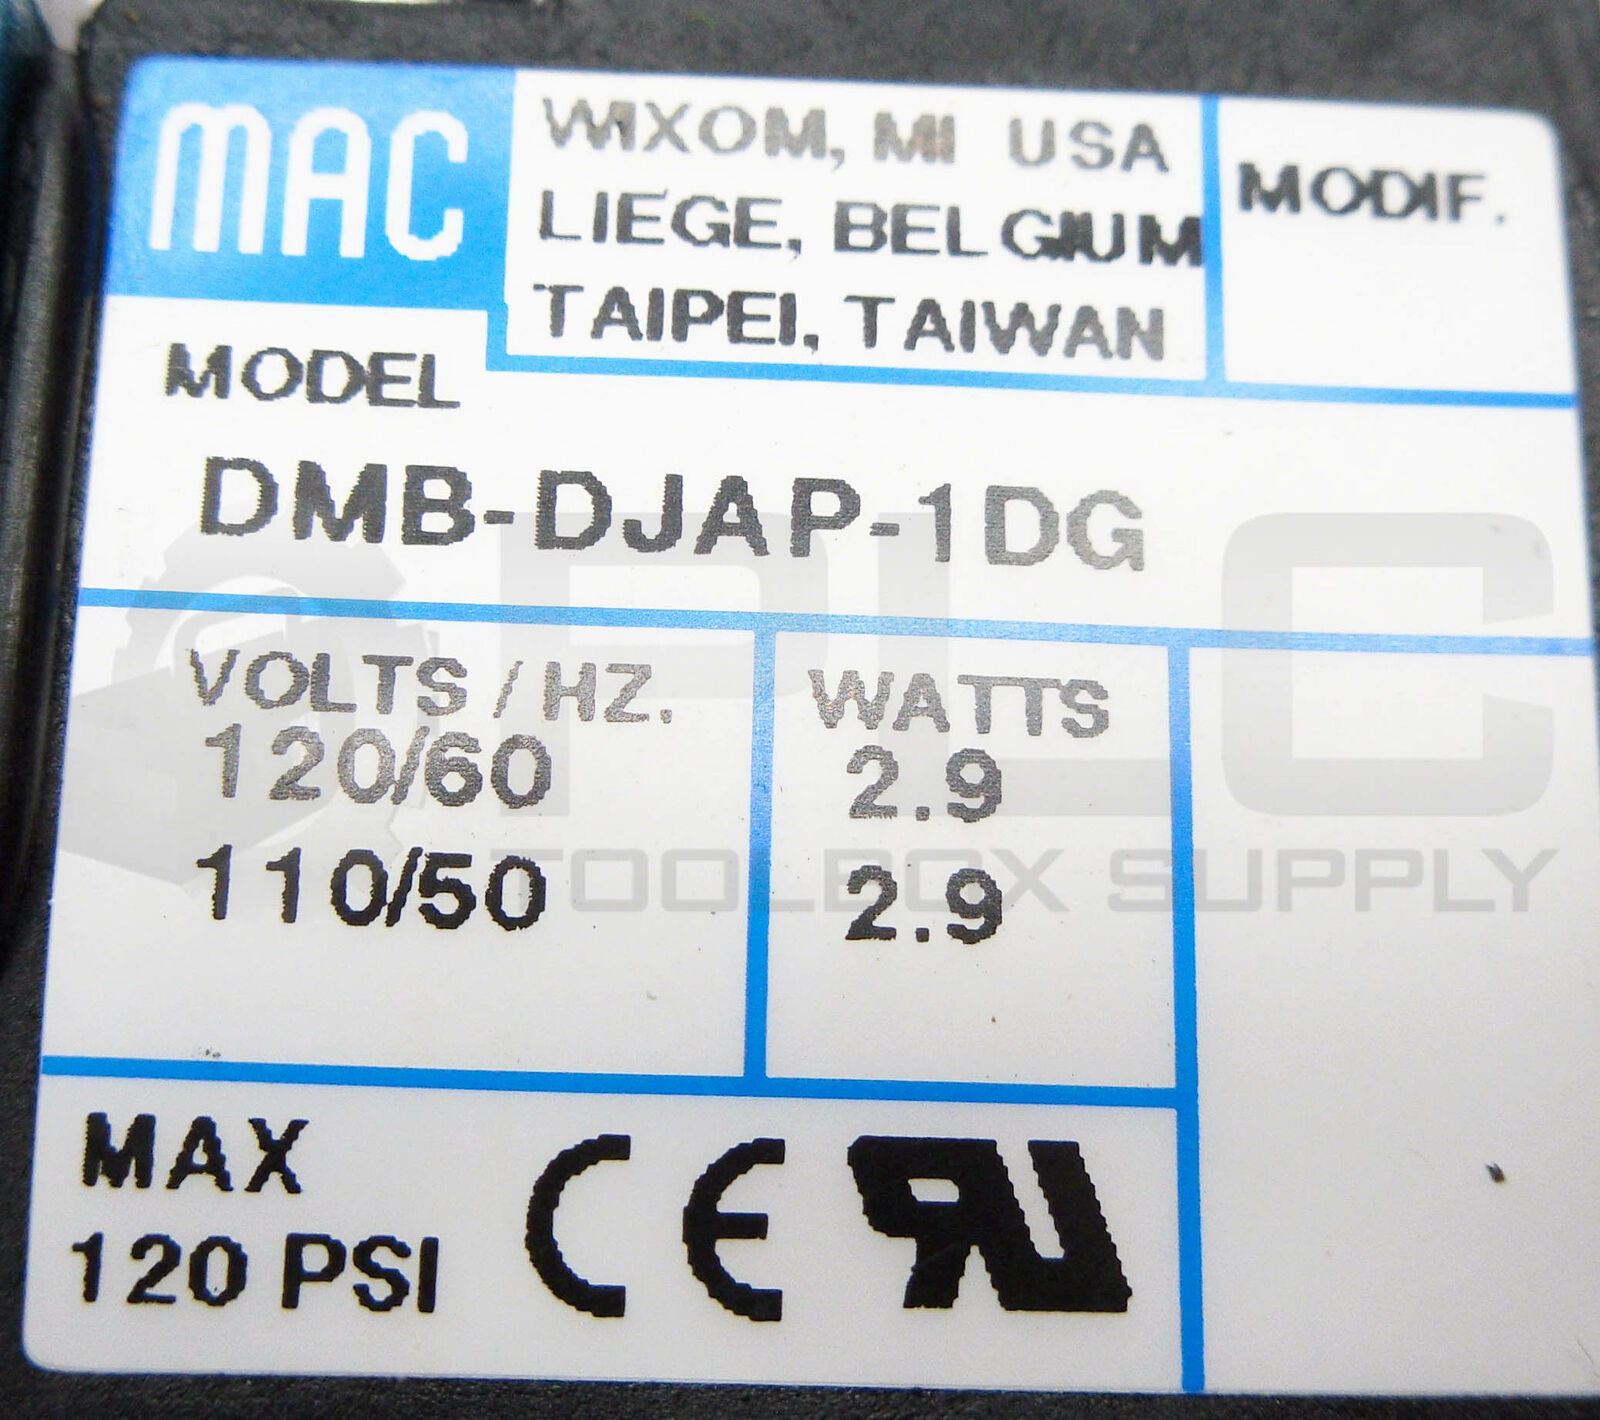 MAC
WIXOM, MI USA
LIEGE, BELGIUM
TAIPEI, TAIWAN
MODIF.
MODEL
DMB-DJAP-1DG
VOLTS / HZ.
120/60
110/50
WATTS
2.9
2.9
MAX
120 PSI
CE
RU
PLC
TOOLBOX SUPPLY